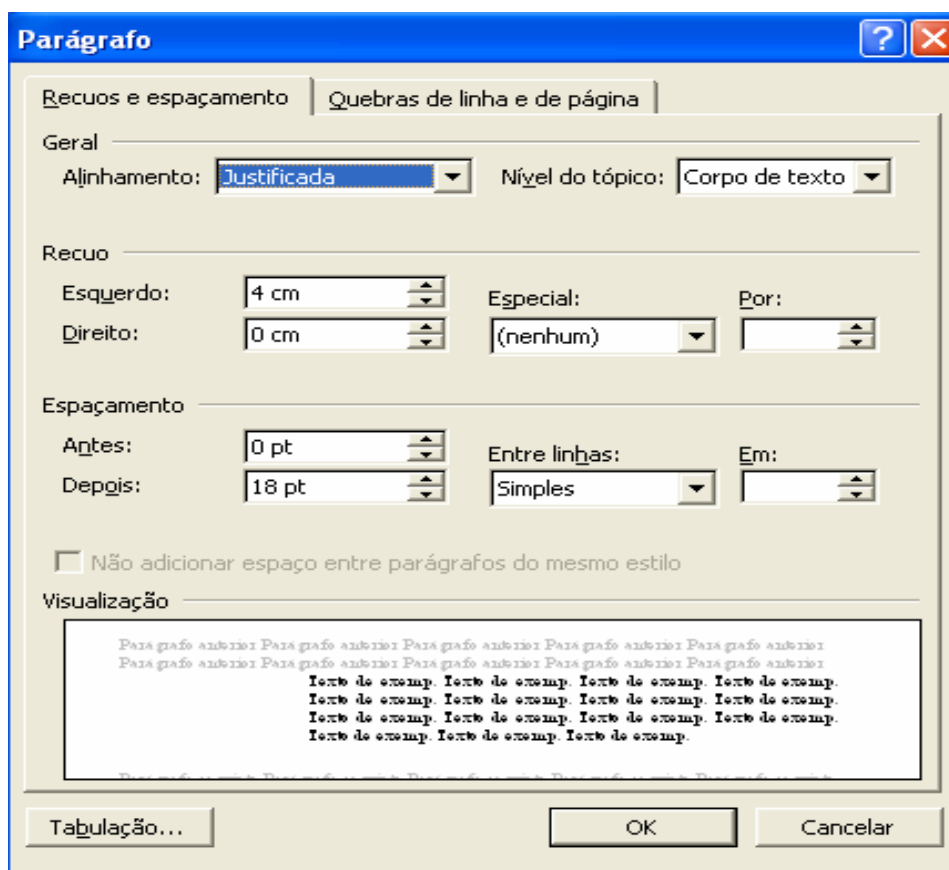 Parágrafo
Recuos e espaçamento
Quebras de linha e de página
Geral
Alinhamento: Justificada Nível do tópico: Corpo de texto
Recuo
Esquerdo: 4 cm Especial: Por:
Direito: 0 cm (nenhum)
Espaçamento
Antes: 0 pt Entre linhas: Em:
Depois: 18 pt Simples
Não adicionar espaço entre parágrafos do mesmo estilo
Visualização
Parágrafo anterior Parágrafo anterior Parágrafo anterior Parágrafo anterior Parágrafo anterior
Parágrafo anterior Parágrafo anterior Parágrafo anterior Parágrafo anterior Parágrafo anterior
Texto de exemp. Texto de exemp. Texto de exemp. Texto de exemp.
Texto de exemp. Texto de exemp. Texto de exemp. Texto de exemp.
Texto de exemp. Texto de exemp. Texto de exemp. Texto de exemp.
Texto de exemp. Texto de exemp. Texto de exemp.
Tabulação... OK Cancelar